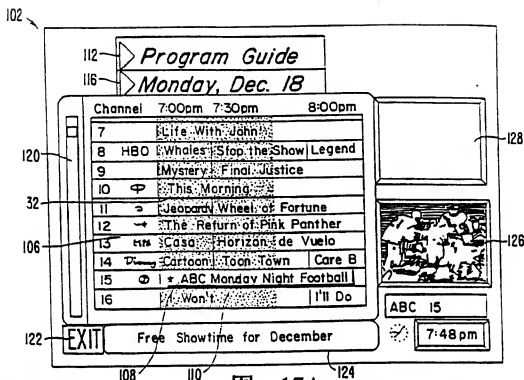 102
112 Program Guide
116 Monday, Dec. 18
Channel 7:00pm 7:30pm 8:00pm
7 Life With John
8 HBO Whales Stop the Show Legend
9 Mystery Final Justice
10 This Morning
11 Jeopardy Wheel of Fortune
12 The Return of Pink Panther
13 Casa Horizon de Vuelo
14 Cartoon Toon Town Care B
15 ABC Monday Night Football
16 I Won't I'll Do
120
32
106
128
126
ABC 15
7:48pm
122 EXIT Free Showtime for December
108 110 124